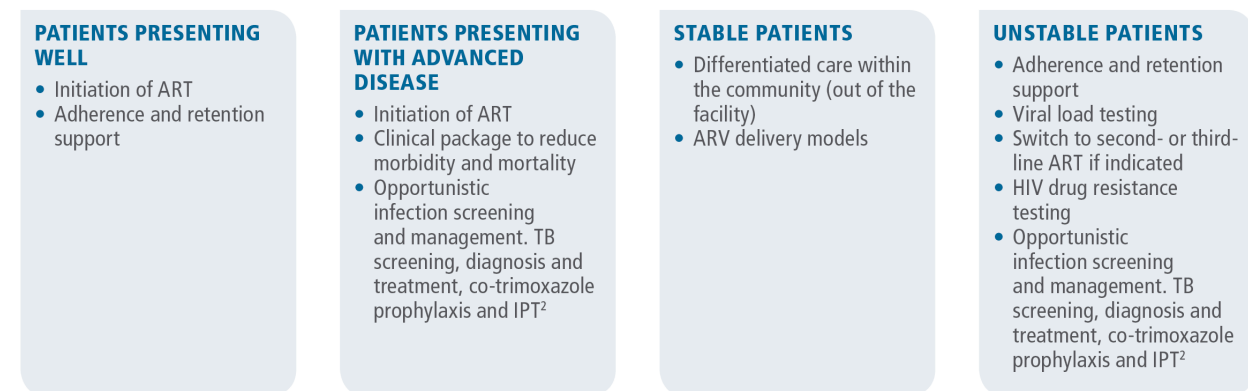 PATIENTS PRESENTING
WELL
• Initiation of ART
• Adherence and retention
support
PATIENTS PRESENTING
WITH ADVANCED
DISEASE
• Initiation of ART
• Clinical package to reduce
morbidity and mortality
• Opportunistic
infection screening
and management. TB
screening, diagnosis and
treatment, co-trimoxazole
prophylaxis and IPT²
STABLE PATIENTS
• Differentiated care within
the community (out of the
facility)
• ARV delivery models
UNSTABLE PATIENTS
• Adherence and retention
support
• Viral load testing
• Switch to second- or third-
line ART if indicated
• HIV drug resistance
testing
• Opportunistic
infection screening
and management. TB
screening, diagnosis and
treatment, co-trimoxazole
prophylaxis and IPT²